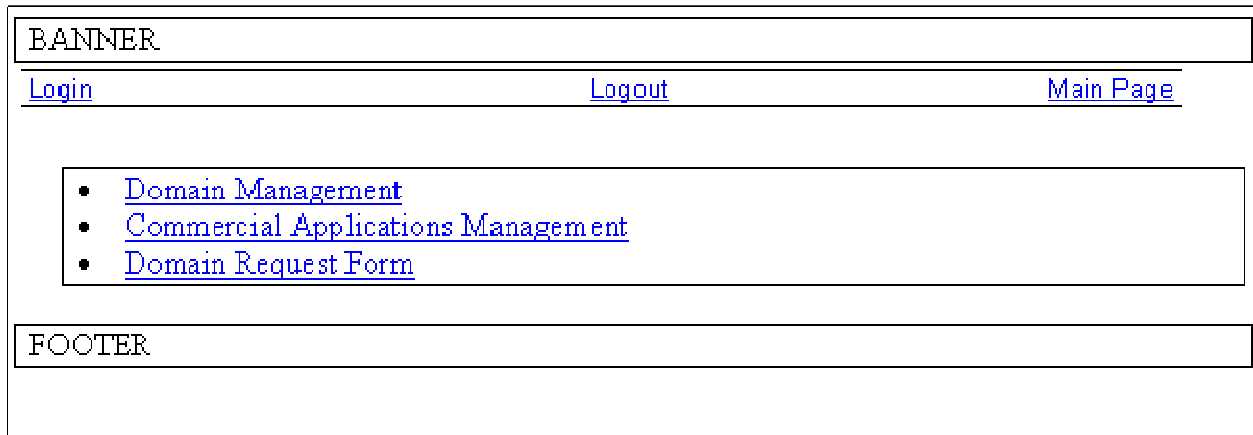 BANNER
Login Logout Main Page
• Domain Management
• Commercial Applications Management
• Domain Request Form
FOOTER